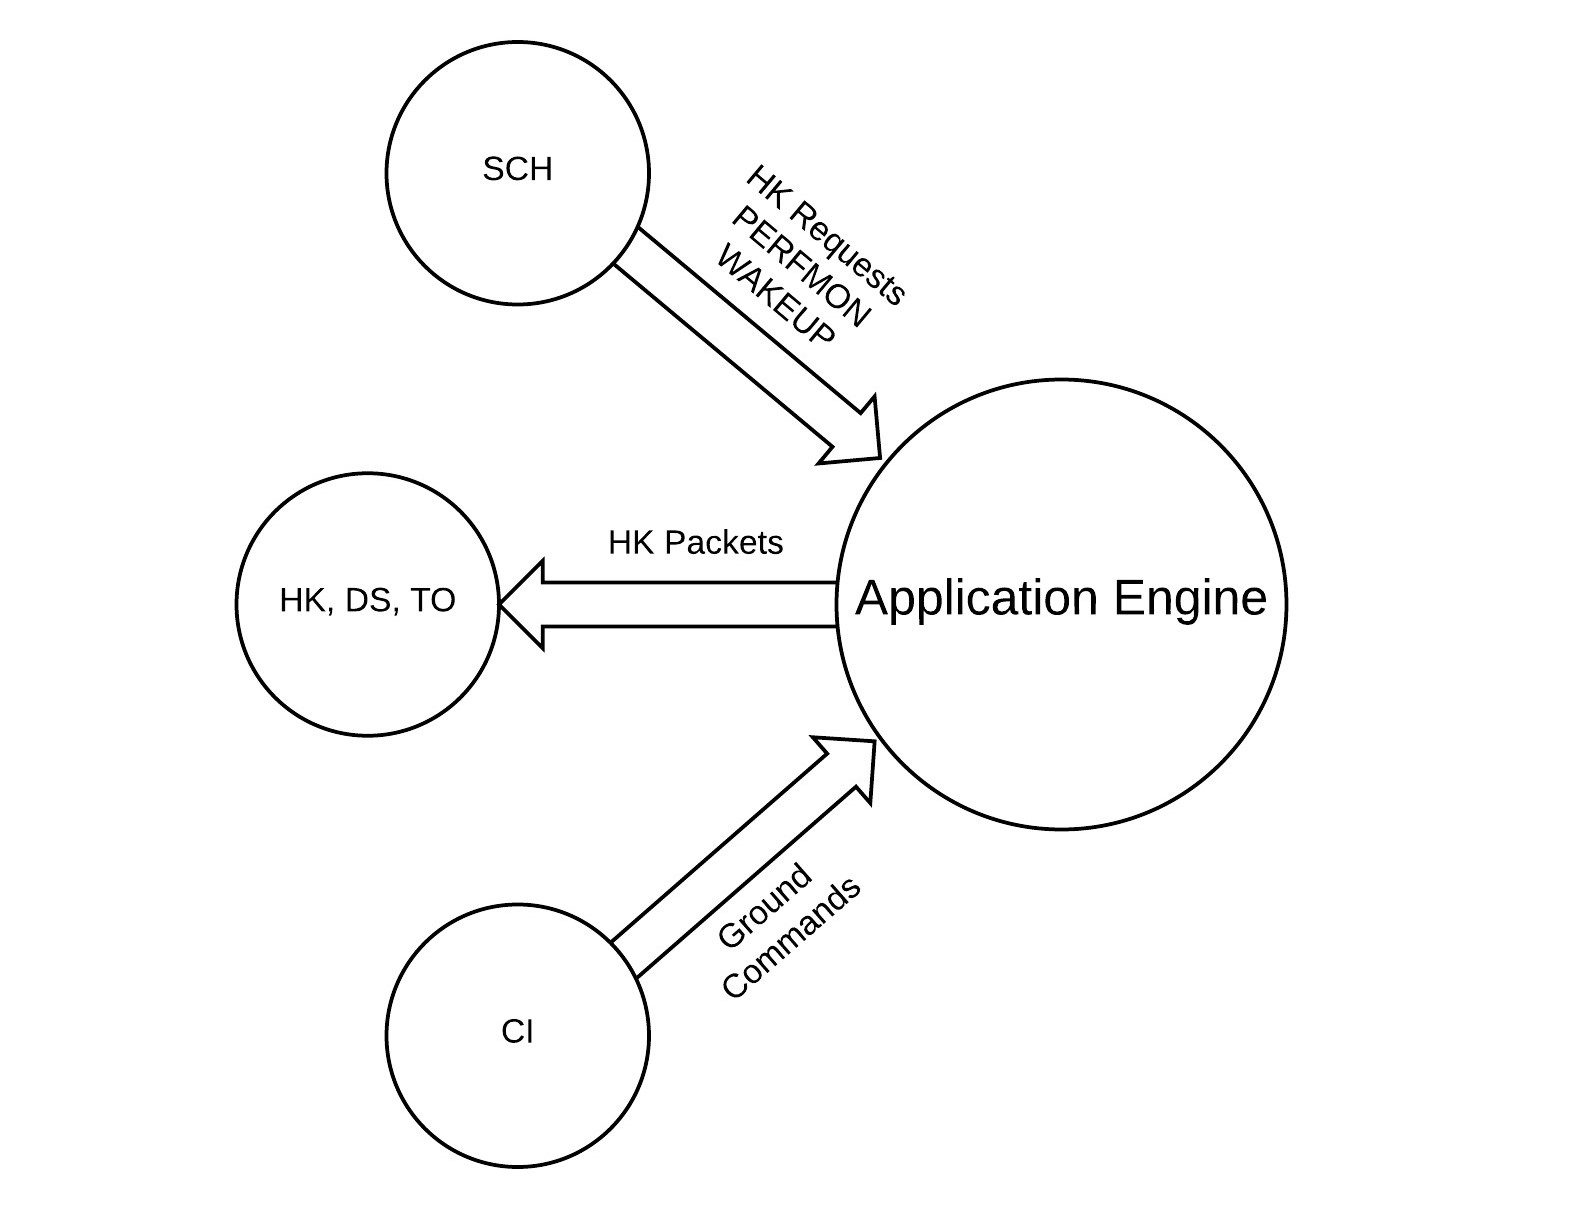 SCH
HK Requests
PERFMON
WAKEUP
HK Packets
HK, DS, TO
Application Engine
Ground
Commands
CI